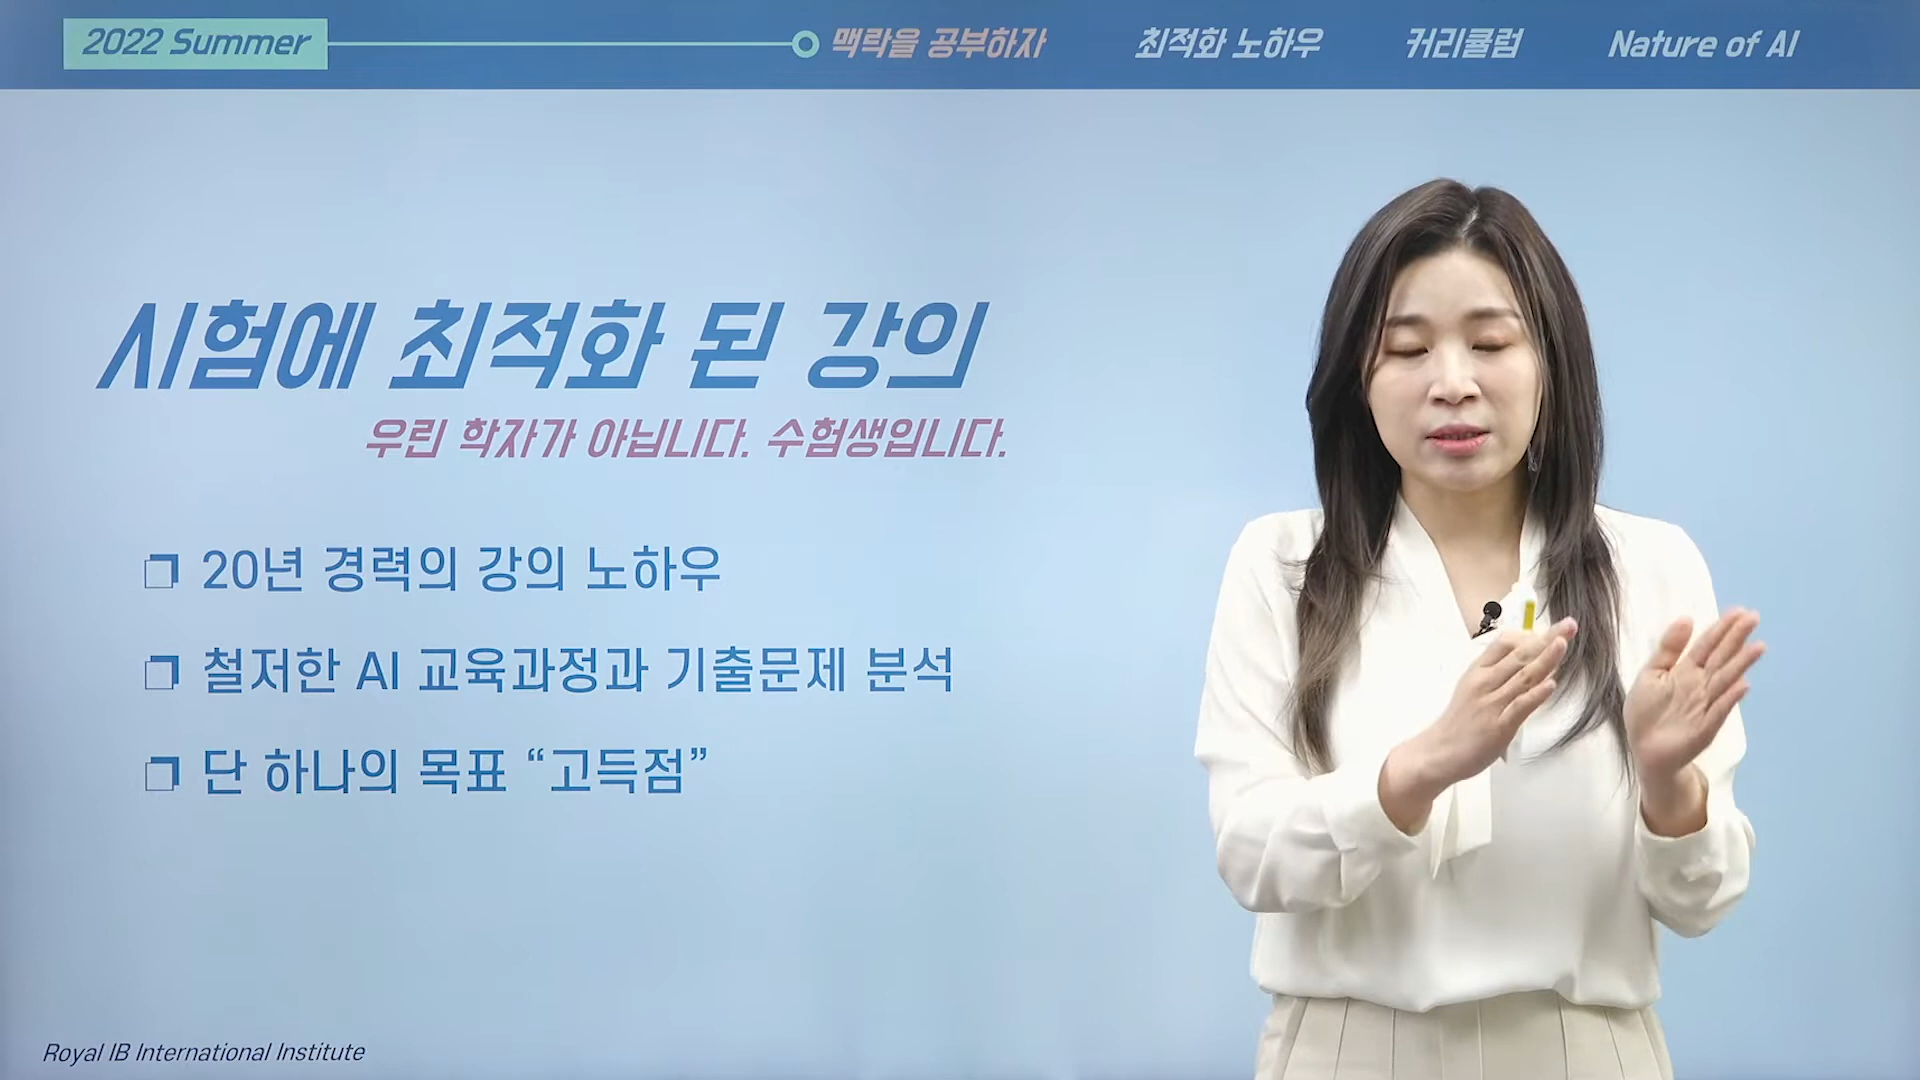 2022 Summer
맥락을 공부하자
최적화 노하우
커리큘럼
Nature of AI
시험에 최적화 된 강의
우린 학자가 아닙니다. 수험생입니다.
❐ 20년 경력의 강의 노하우
❐ 철저한 AI 교육과정과 기출문제 분석
❐ 단 하나의 목표 “고득점”
Royal IB International Institute